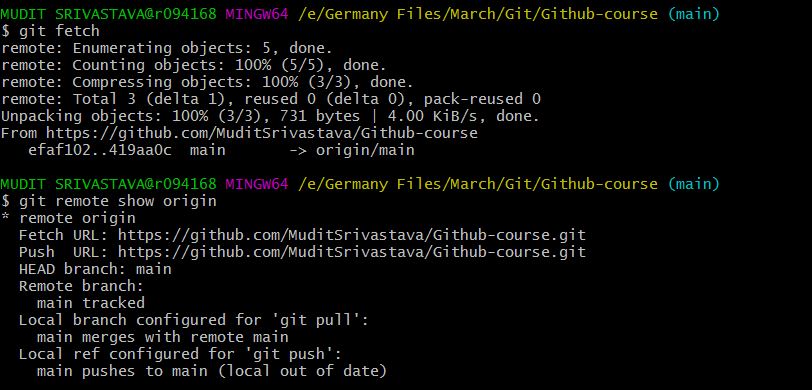 MUDIT SRIVASTAVA@r094168 MINGW64 /e/Germany Files/March/Git/Github-course (main)
$ git fetch
remote: Enumerating objects: 5, done.
remote: Counting objects: 100% (5/5), done.
remote: Compressing objects: 100% (3/3), done.
remote: Total 3 (delta 1), reused 0 (delta 0), pack-reused 0
Unpacking objects: 100% (3/3), 731 bytes | 4.00 KiB/s, done.
From https://github.com/MuditSrivastava/Github-course
   efaf102..419aa0c  main       -> origin/main
MUDIT SRIVASTAVA@r094168 MINGW64 /e/Germany Files/March/Git/Github-course (main)
$ git remote show origin
* remote origin
  Fetch URL: https://github.com/MuditSrivastava/Github-course.git
  Push  URL: https://github.com/MuditSrivastava/Github-course.git
  HEAD branch: main
  Remote branch:
    main tracked
  Local branch configured for 'git pull':
    main merges with remote main
  Local ref configured for 'git push':
    main pushes to main (local out of date)